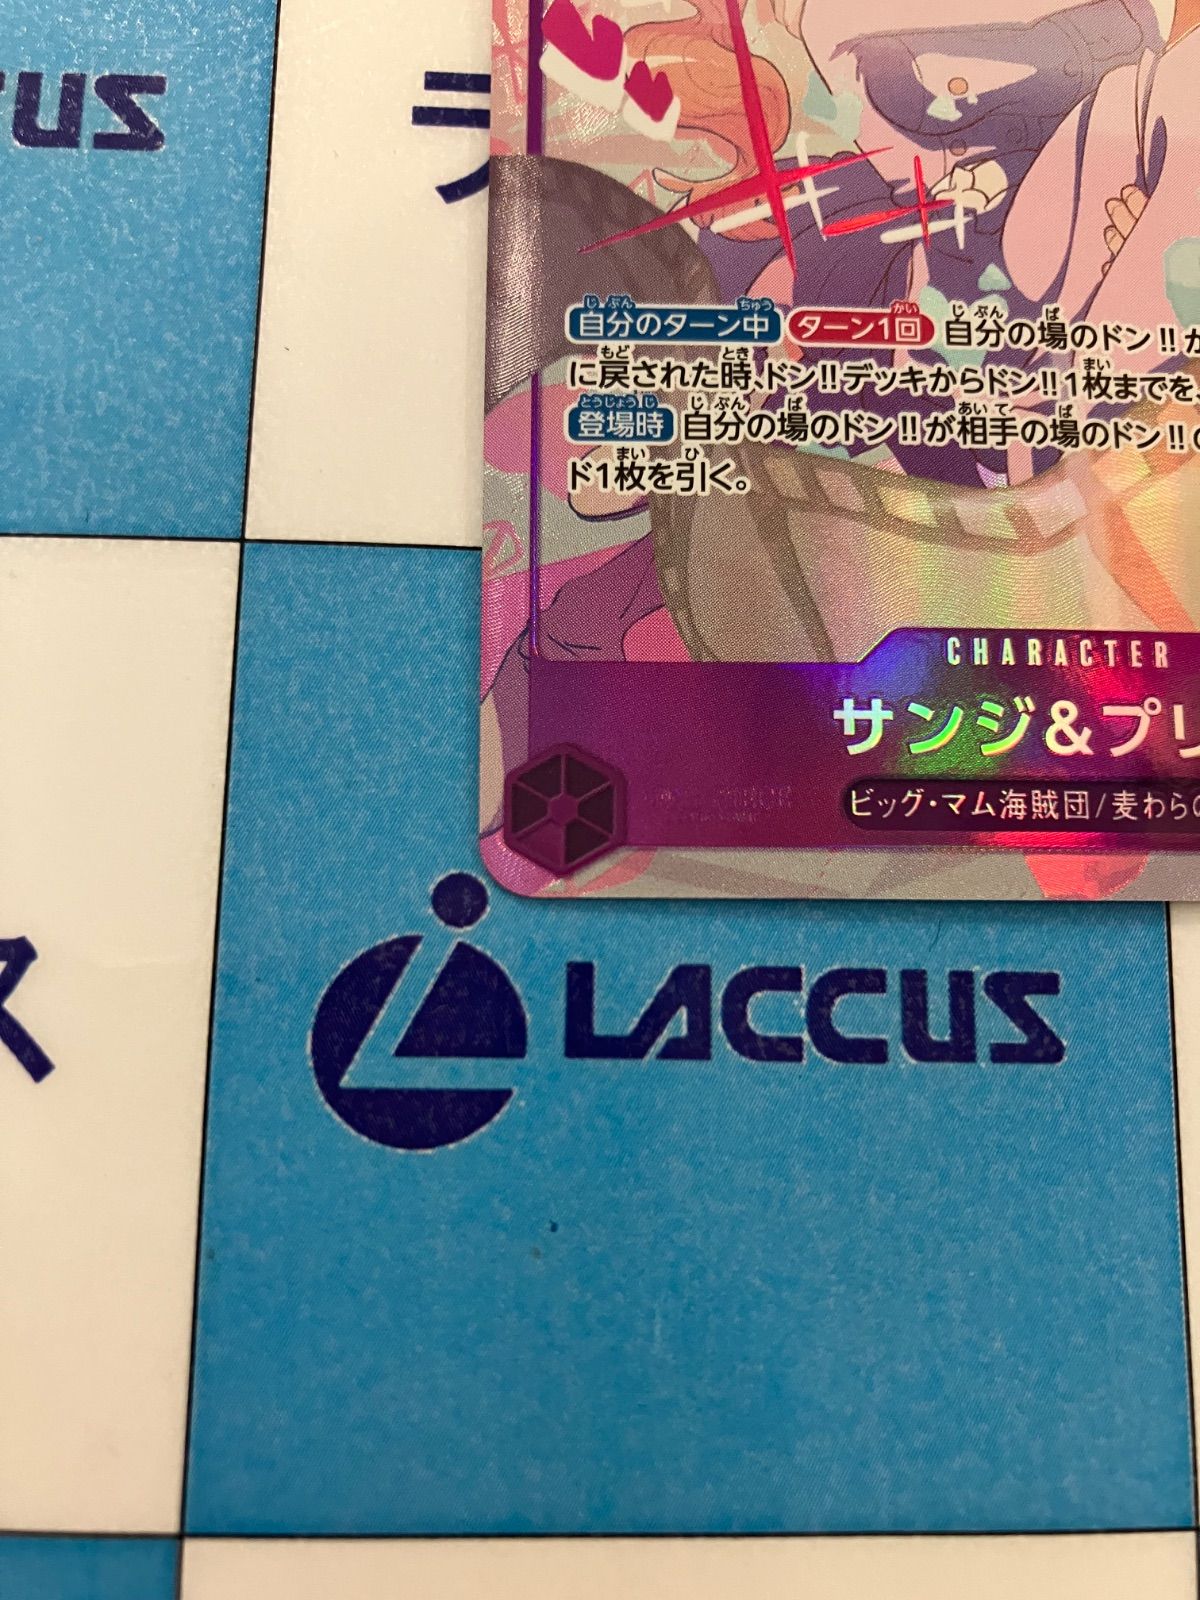 CUS
ラ
自分のターン中 ターン1回 自分の場のドン!!が
に戻された時、ドン!!デッキからドン!!1枚までを、
登場時 自分の場のドン!!が相手の場のドン!!の
ド1枚を引く。
CHARACTER
サンジ&プリ
ビッグ・マム海賊団/麦わらの
ス
LACCUS